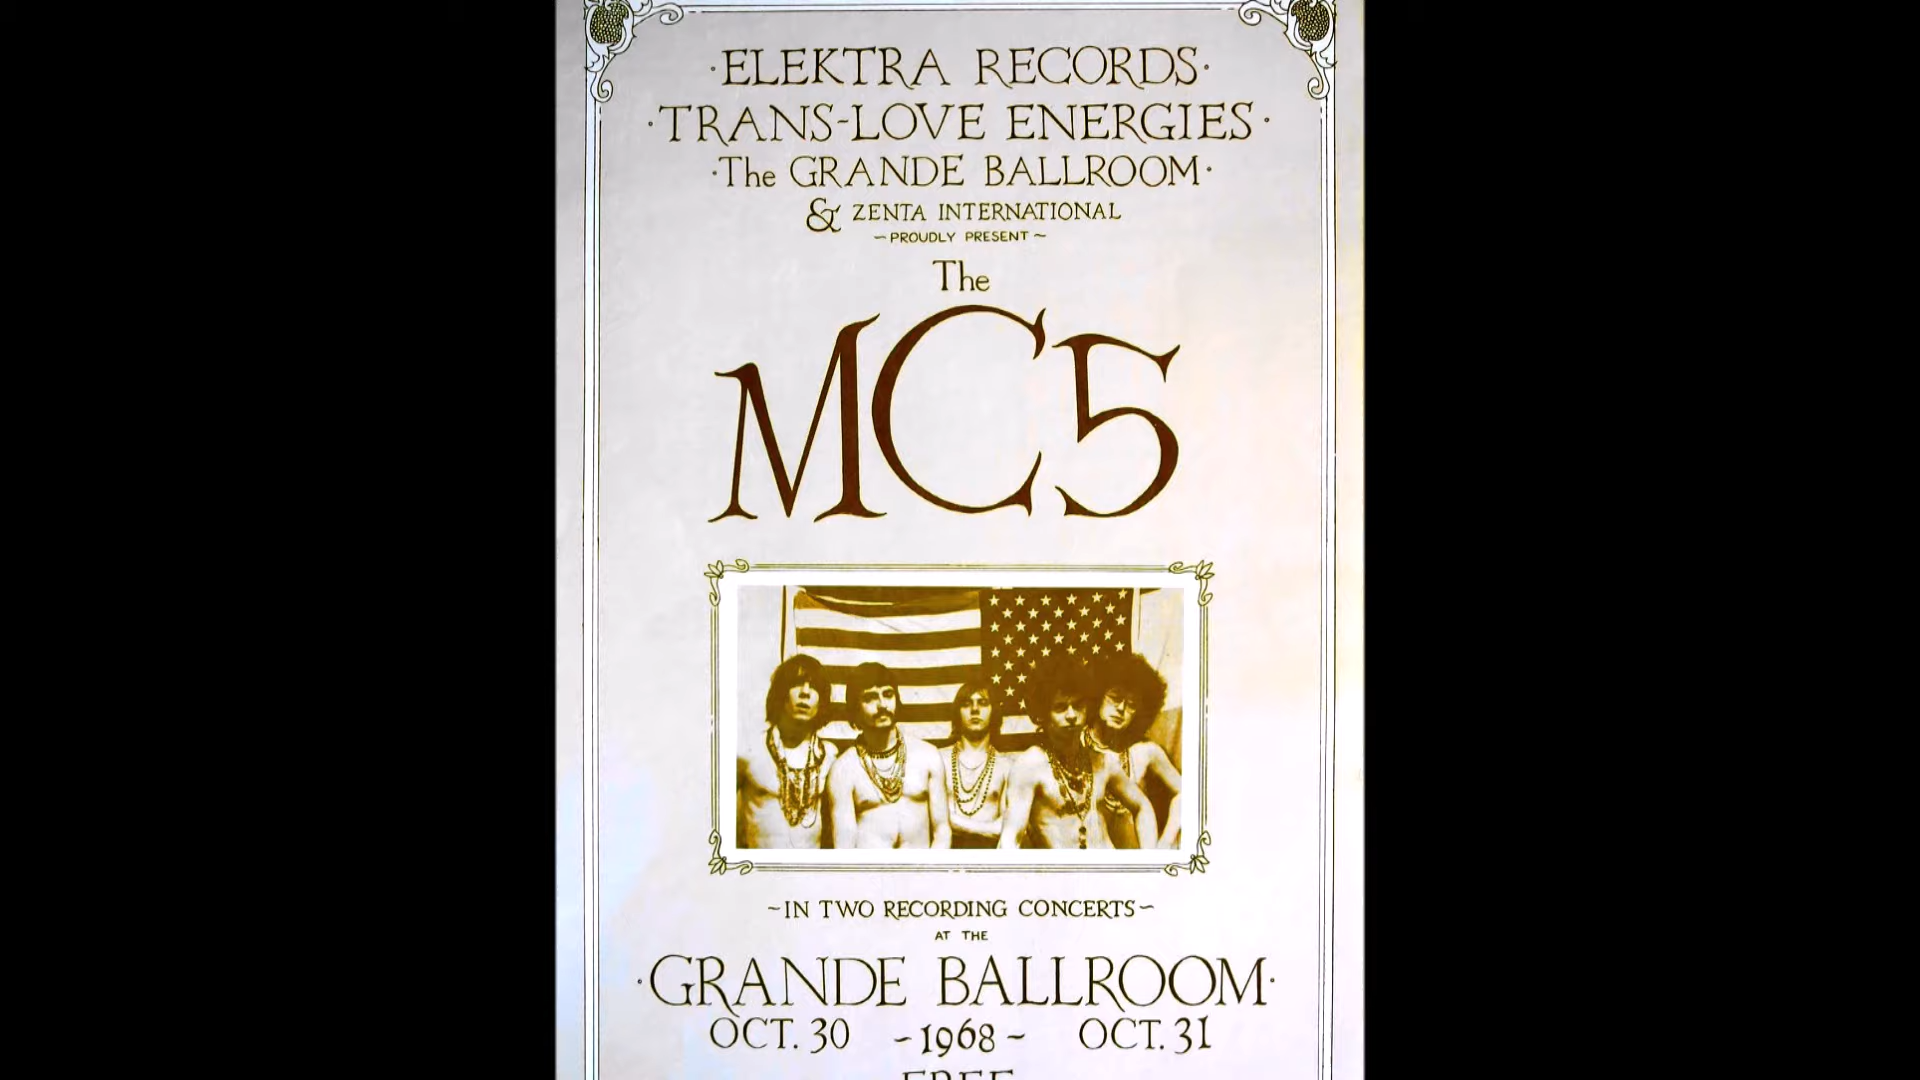 ·ELEKTRA RECORDS·
·TRANS-LOVE ENERGIES·
·The GRANDE BALLROOM·
& ZENTA INTERNATIONAL
~PROUDLY PRESENT~
The
MC5
~IN TWO RECORDING CONCERTS~
AT THE
·GRANDE BALLROOM·
OCT. 30 ~1968~ OCT. 31
FREE